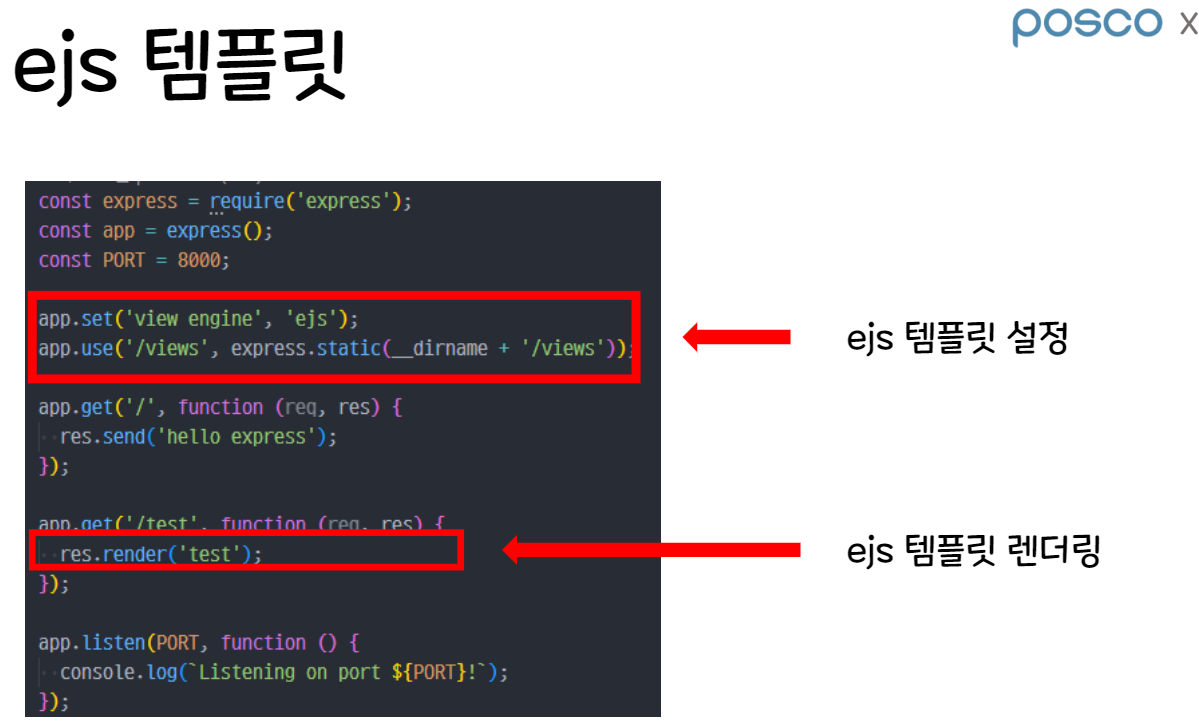 ejs 템플릿
posco x
const express = require('express');
const app = express();
const PORT = 8000;
app.set('view engine', 'ejs');
app.use('/views', express.static(__dirname + '/views'));
ejs 템플릿 설정
app.get('/', function (req, res) {
res.send('hello express');
});
app.get('/test', function (req, res) {
res.render('test');
ejs 템플릿 렌더링
});
app.listen(PORT, function () {
console.log(`Listening on port ${PORT}!`);
});